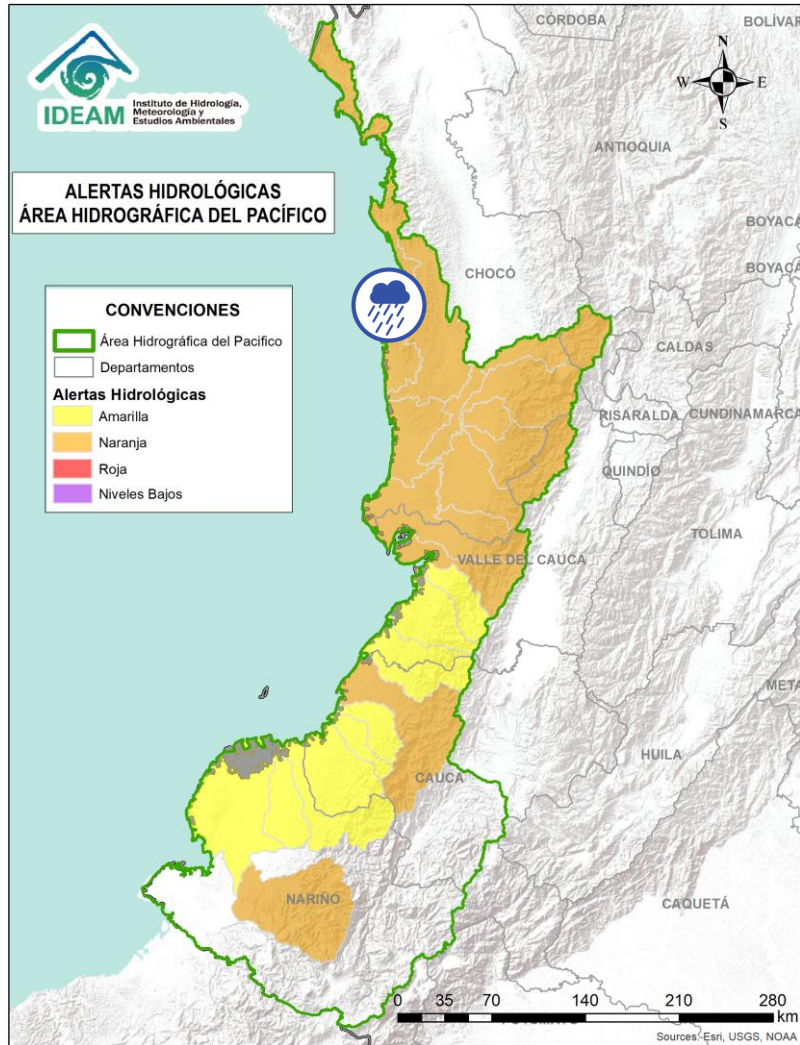 CÓRDOBA
BOLÍVAR
IDEAM
Instituto de Hidrología,
Meteorología y
Estudios Ambientales
N
W
E
S
ANTIOQUIA
ALERTAS HIDROLÓGICAS
ÁREA HIDROGRÁFICA DEL PACÍFICO
BOYACÁ
BOYACÁ
CHOCÓ
CONVENCIONES
Área Hidrográfica del Pacifico
Departamentos
Alertas Hidrológicas
Amarilla
Naranja
Roja
Niveles Bajos
CALDAS
RISARALDA
CUNDINAMARCA
QUINDÍO
TOLIMA
VALLE DEL CAUCA
META
HUILA
CAUCA
NARIÑO
CAQUETÁ
0 35 70 140 210 280
km
Sources: Esri, USGS, NOAA